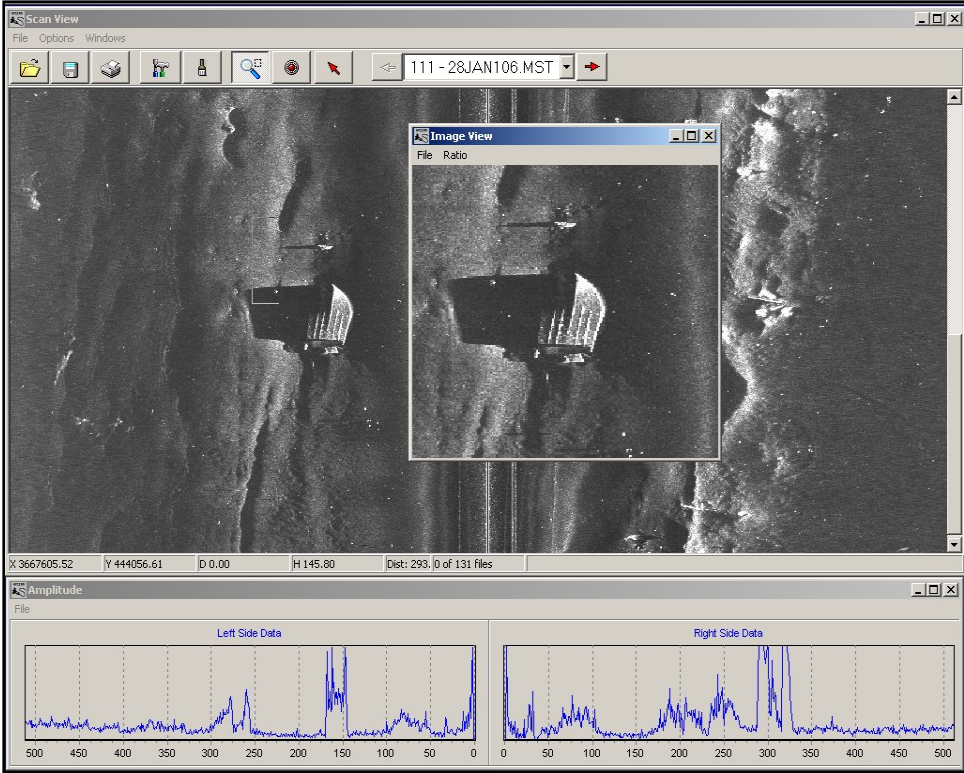 Scan View
File Options Windows
111 - 28JAN106.MST
Image View
File Ratio
X 3667605.52 Y 444056.61 D 0.00 H 145.80 Dist: 293. 0 of 131 files
Amplitude
File
Left Side Data Right Side Data
500 450 400 350 300 250 200 150 100 50 0 0 50 100 150 200 250 300 350 400 450 500